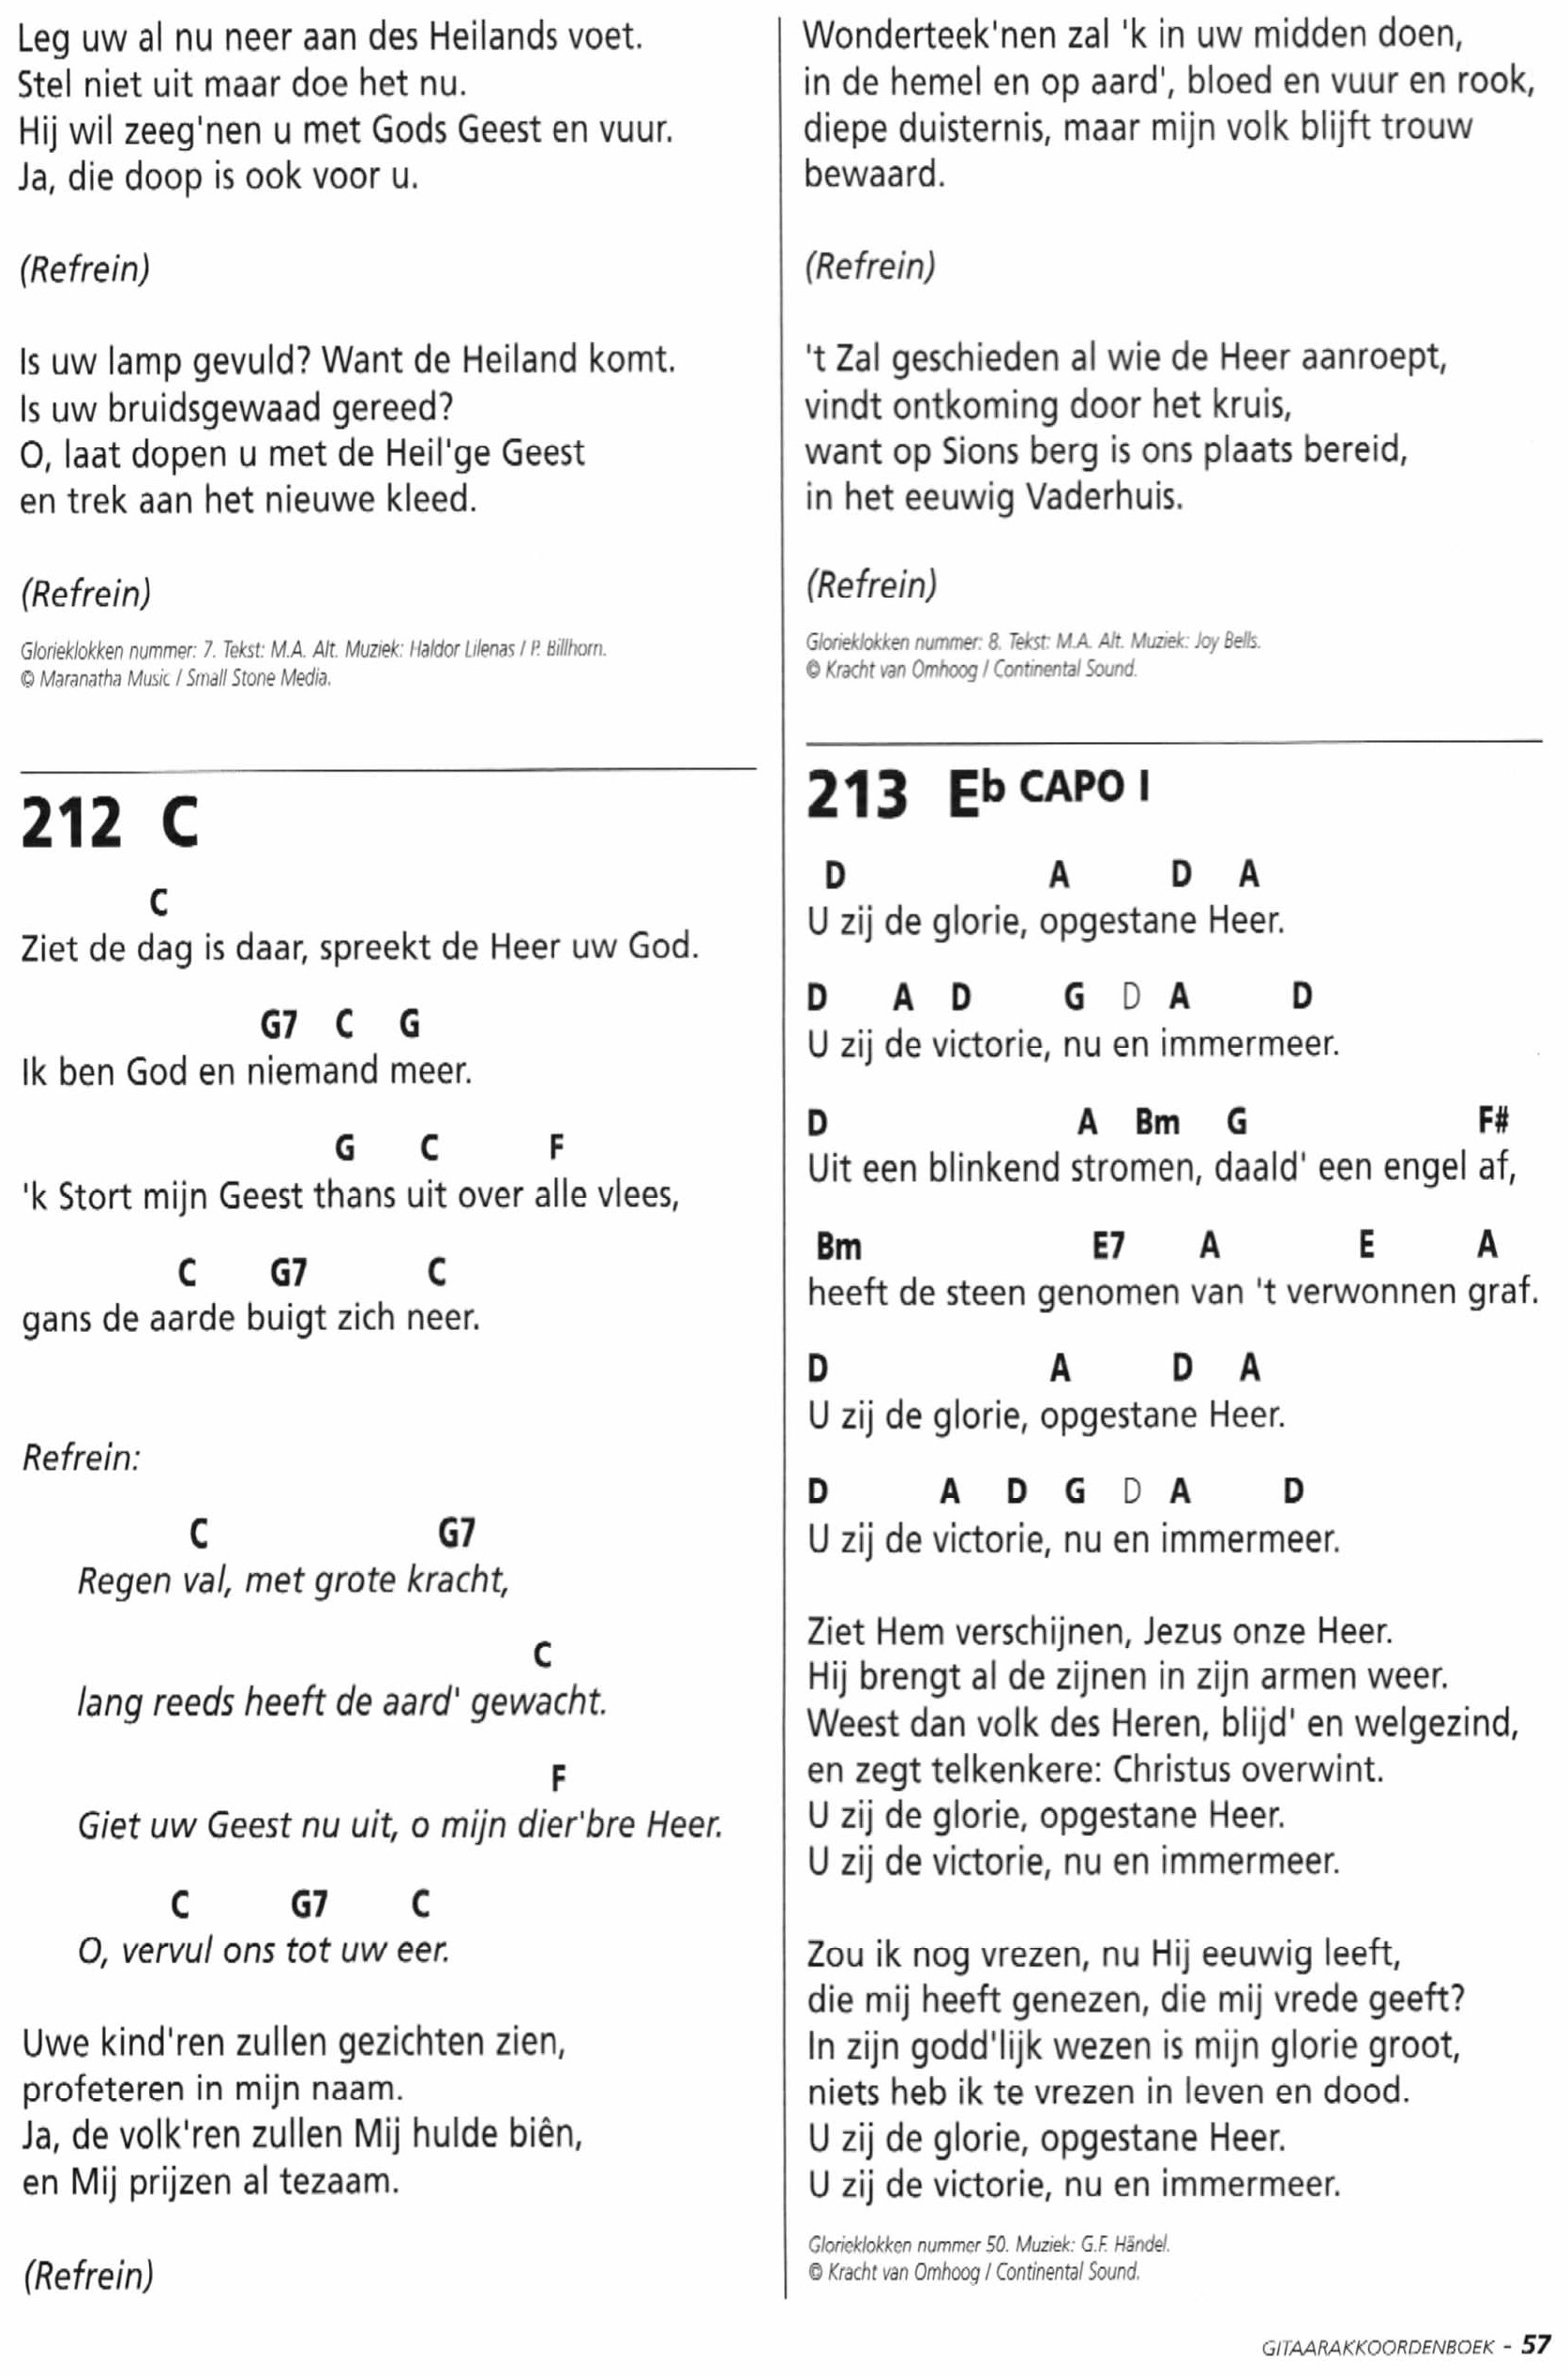 Leg uw al nu neer aan des Heilands voet.
Stel niet uit maar doe het nu.
Hij wil zeeg'nen u met Gods Geest en vuur.
Ja, die doop is ook voor u.
(Refrein)
Is uw lamp gevuld? Want de Heiland komt.
Is uw bruidsgewaad gereed?
O, laat dopen u met de Heil'ge Geest
en trek aan het nieuwe kleed.
(Refrein)
Glorieklokken nummer: 7. Tekst: M.A. Alt. Muziek: Haldor Lilenas / P. Billhorn.
© Maranatha Music / Small Stone Media.
212 C
C
Ziet de dag is daar, spreekt de Heer uw God.
G7 C G
Ik ben God en niemand meer.
G C F
'k Stort mijn Geest thans uit over alle vlees,
C G7 C
gans de aarde buigt zich neer.
Refrein:
C G7
Regen val, met grote kracht,
C
lang reeds heeft de aard' gewacht.
F
Giet uw Geest nu uit, o mijn dier'bre Heer.
C G7 C
O, vervul ons tot uw eer.
Uwe kind'ren zullen gezichten zien,
profeteren in mijn naam.
Ja, de volk'ren zullen Mij hulde biên,
en Mij prijzen al tezaam.
(Refrein)
Wonderteek'nen zal 'k in uw midden doen,
in de hemel en op aard', bloed en vuur en rook,
diepe duisternis, maar mijn volk blijft trouw
bewaard.
(Refrein)
't Zal geschieden al wie de Heer aanroept,
vindt ontkoming door het kruis,
want op Sions berg is ons plaats bereid,
in het eeuwig Vaderhuis.
(Refrein)
Glorieklokken nummer: 8. Tekst: M.A. Alt. Muziek: Joy Bells.
© Kracht van Omhoog / Continental Sound.
213 Eb CAPO I
D A D A
U zij de glorie, opgestane Heer.
D A D G D A D
U zij de victorie, nu en immermeer.
D A Bm G F#
Uit een blinkend stromen, daald' een engel af,
Bm E7 A E A
heeft de steen genomen van 't verwonnen graf.
D A D A
U zij de glorie, opgestane Heer.
D A D G D A D
U zij de victorie, nu en immermeer.
Ziet Hem verschijnen, Jezus onze Heer.
Hij brengt al de zijnen in zijn armen weer.
Weest dan volk des Heren, blijd' en welgezind,
en zegt telkenkere: Christus overwint.
U zij de glorie, opgestane Heer.
U zij de victorie, nu en immermeer.
Zou ik nog vrezen, nu Hij eeuwig leeft,
die mij heeft genezen, die mij vrede geeft?
In zijn godd'lijk wezen is mijn glorie groot,
niets heb ik te vrezen in leven en dood.
U zij de glorie, opgestane Heer.
U zij de victorie, nu en immermeer.
Glorieklokken nummer 50. Muziek: G.F. Händel.
© Kracht van Omhoog / Continental Sound.
GITAARAKKOORDENBOEK - 57